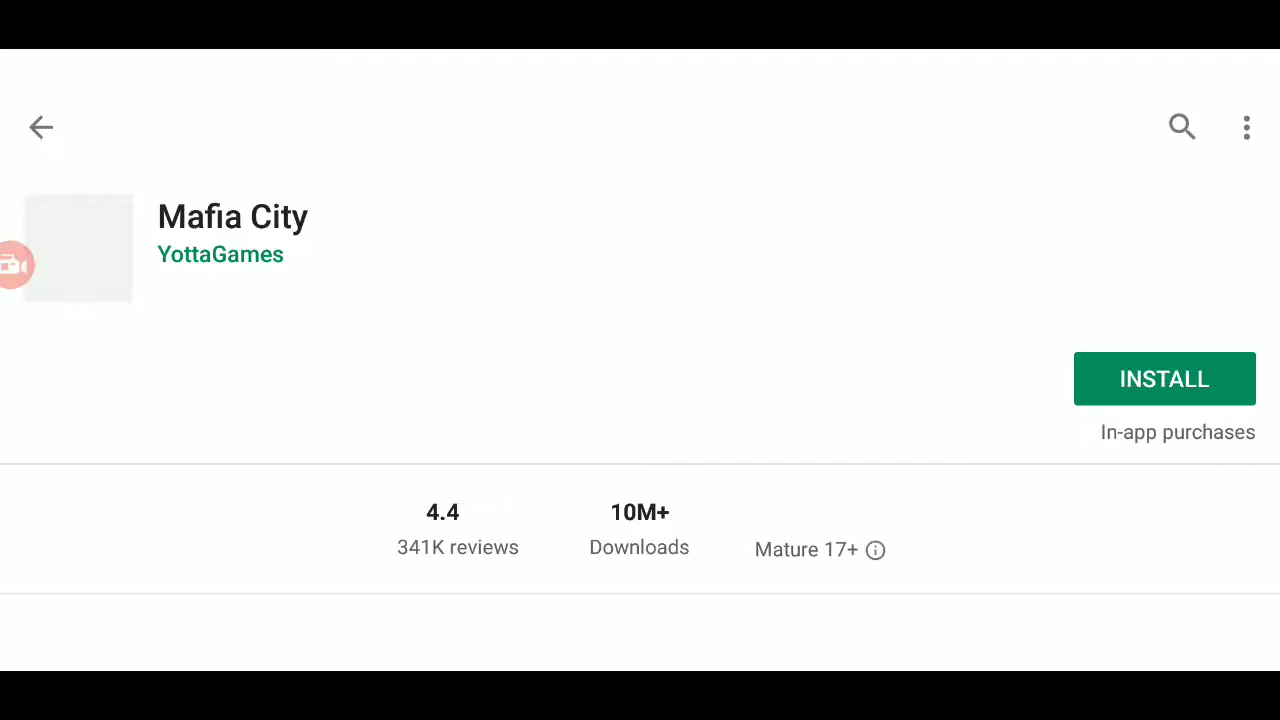 Mafia City
YottaGames
INSTALL
In-app purchases
4.4
341K reviews
10M+
Downloads
Mature 17+